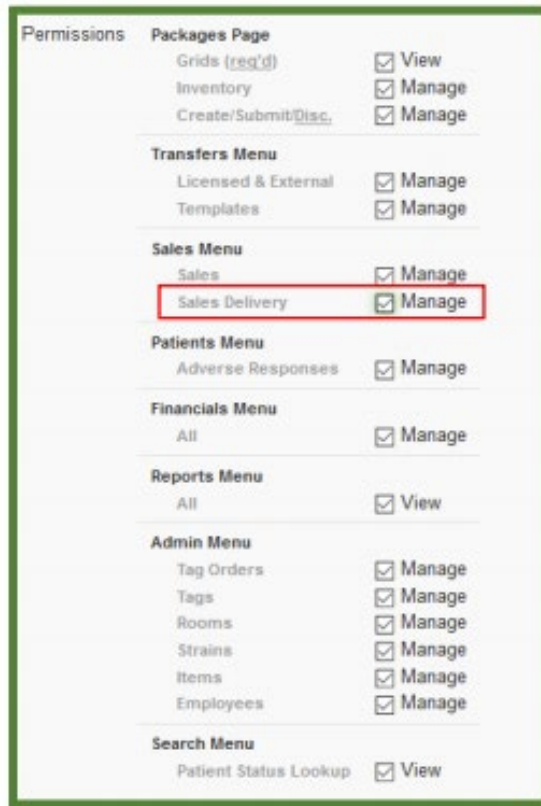 Permissions Packages Page
Grids (req'd) View
Inventory Manage
Create/Submit/Disc. Manage
Transfers Menu
Licensed & External Manage
Templates Manage
Sales Menu
Sales Manage
Sales Delivery Manage
Patients Menu
Adverse Responses Manage
Financials Menu
All Manage
Reports Menu
All View
Admin Menu
Tag Orders Manage
Tags Manage
Rooms Manage
Strains Manage
Items Manage
Employees Manage
Search Menu
Patient Status Lookup View